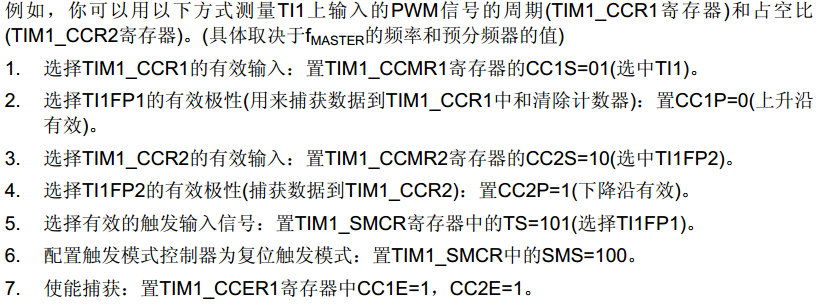 例如，你可以用以下方式测量TI1上输入的PWM信号的周期(TIM1_CCR1寄存器)和占空比
(TIM1_CCR2寄存器)。(具体取决于fMASTER的频率和预分频器的值)
1. 选择TIM1_CCR1的有效输入：置TIM1_CCMR1寄存器的CC1S=01(选中TI1)。
2. 选择TI1FP1的有效极性(用来捕获数据到TIM1_CCR1中和清除计数器)：置CC1P=0(上升沿
有效)。
3. 选择TIM1_CCR2的有效输入：置TIM1_CCMR2寄存器的CC2S=10(选中TI1FP2)。
4. 选择TI1FP2的有效极性(捕获数据到TIM1_CCR2)：置CC2P=1(下降沿有效)。
5. 选择有效的触发输入信号：置TIM1_SMCR寄存器中的TS=101(选择TI1FP1)。
6. 配置触发模式控制器为复位触发模式：置TIM1_SMCR中的SMS=100。
7. 使能捕获：置TIM1_CCER1寄存器中CC1E=1，CC2E=1。